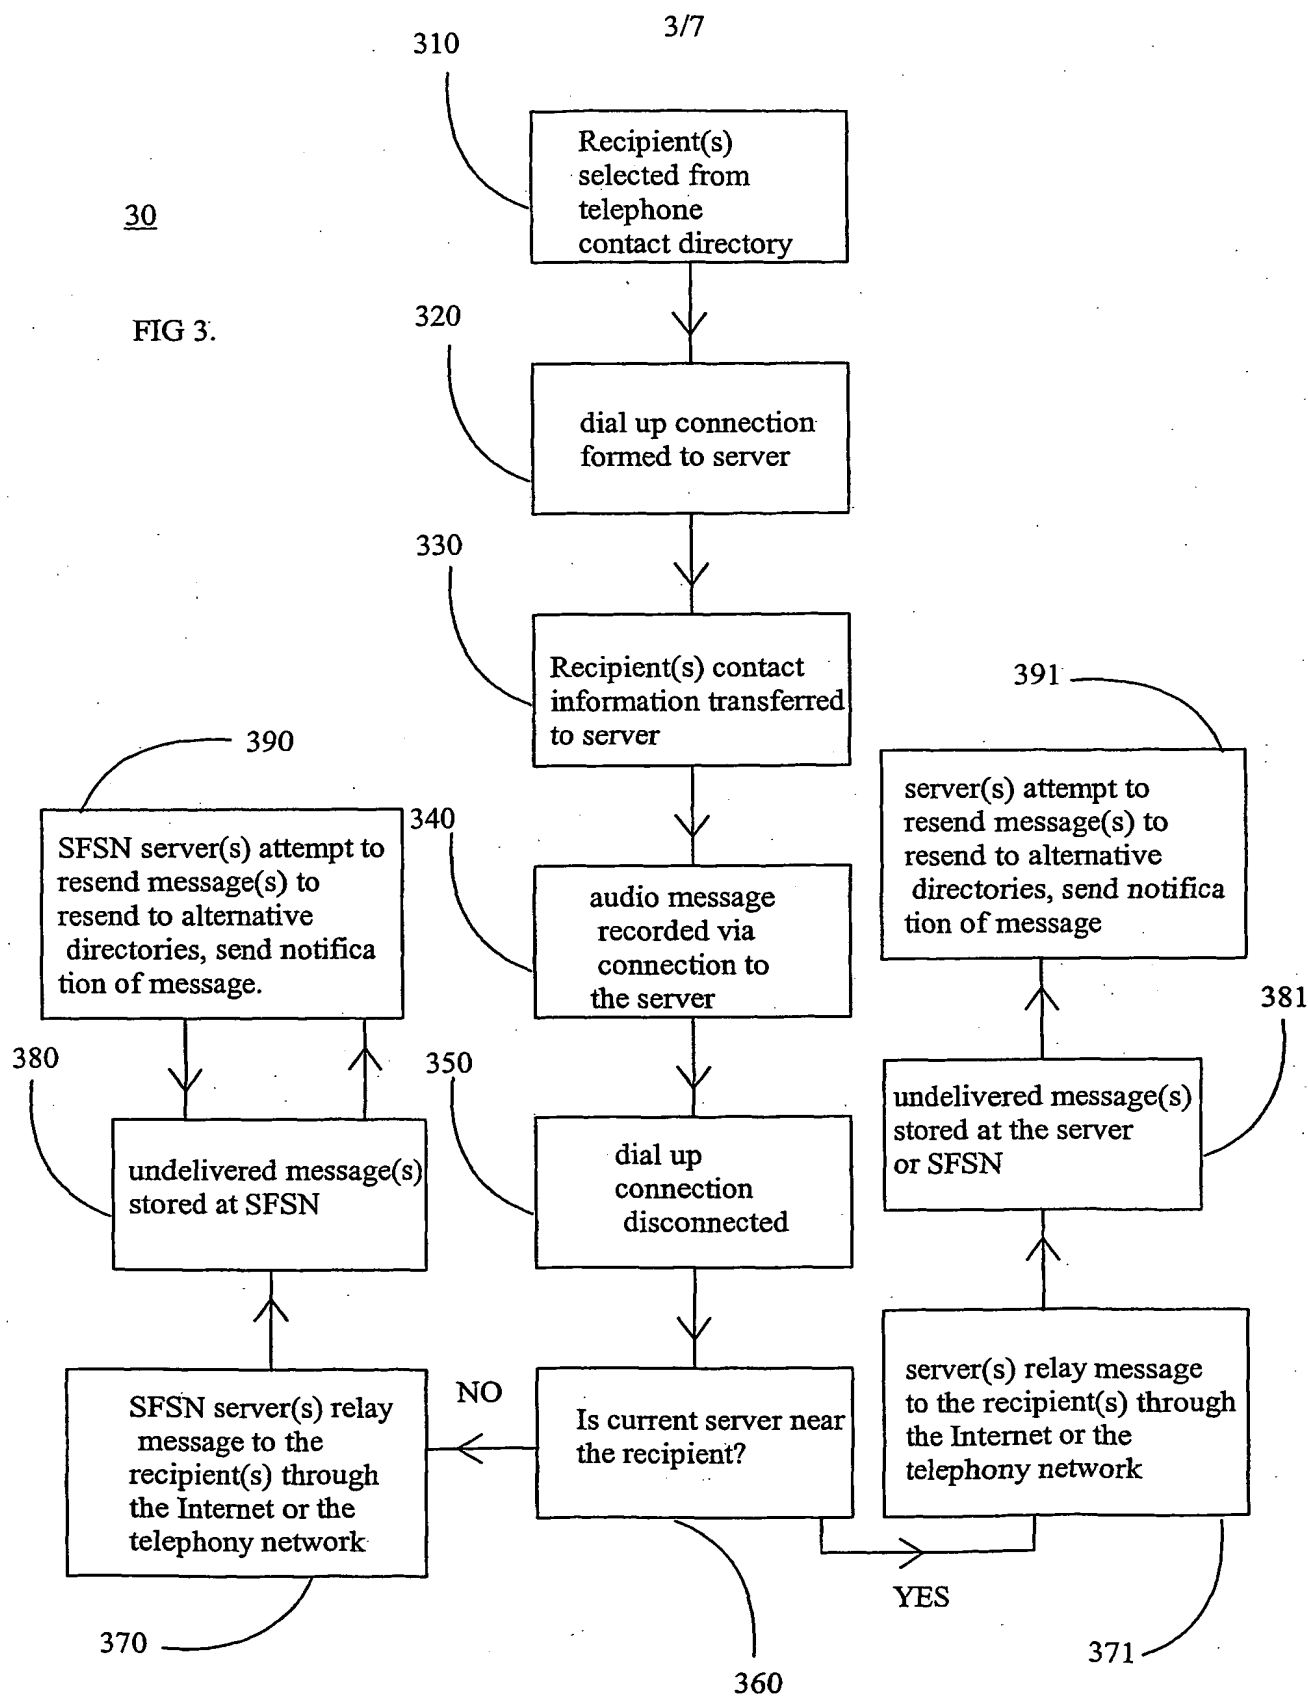 3/7
310
Recipient(s)
selected from
telephone
contact directory
30
FIG 3.
320
dial up connection
formed to server
330
Recipient(s) contact
information transferred
to server
391
390
server(s) attempt to
resend message(s) to
resend to alternative
directories, send notifica
tion of message
SFSN server(s) attempt to
resend message(s) to
resend to alternative
directories, send notifica
tion of message.
340
audio message
recorded via
connection to
the server
381
380
350
undelivered message(s)
stored at the server
or SFSN
undelivered message(s)
stored at SFSN
dial up
connection
disconnected
SFSN server(s) relay
message to the
recipient(s) through
the Internet or the
telephony network
NO
Is current server near
the recipient?
server(s) relay message
to the recipient(s) through
the Internet or the
telephony network
YES
370
360
371